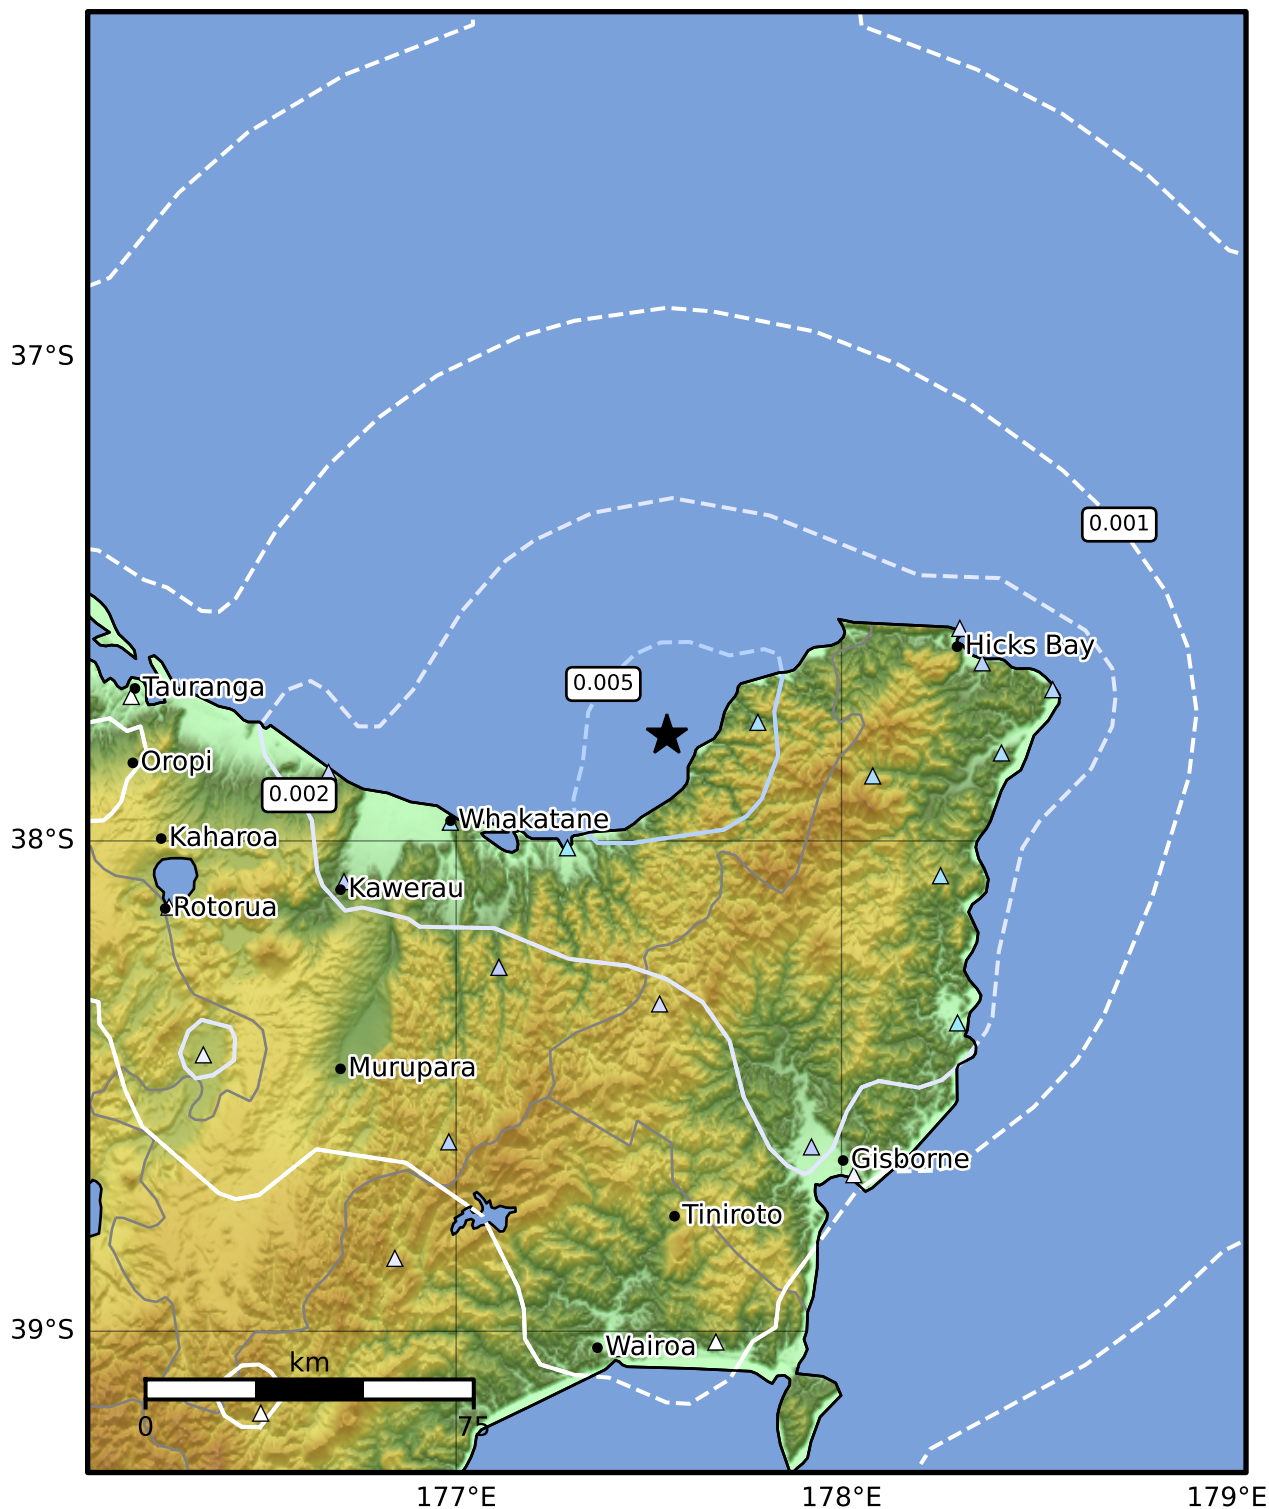 37°S
0.001
Hicks Bay
0.005
Tauranga
Oropi
0.002
Whakatane
38°S
Kaharoa
Kawerau
Rotorua
Murupara
Gisborne
Tiniroto
39°S
Wairoa
km
0
75
177°E
178°E
179°E